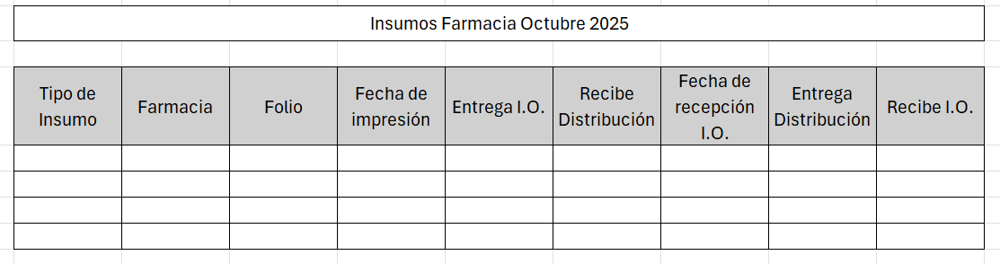 Insumos Farmacia Octubre 2025
Tipo de
Insumo
Farmacia
Folio
Fecha de
impresión
Entrega I.O.
Recibe
Distribución
Fecha de
recepción
I.O.
Entrega
Distribución
Recibe I.O.